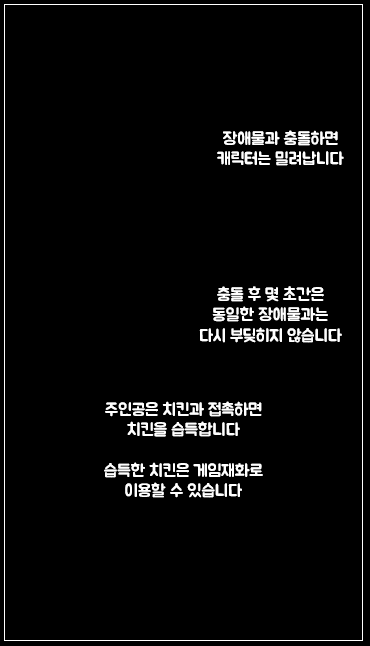 장애물과 충돌하면
캐릭터는 밀려납니다
충돌 후 몇 초간은
동일한 장애물과는
다시 부딪히지 않습니다
주인공은 치킨과 접촉하면
치킨을 습득합니다
습득한 치킨은 게임재화로
이용할 수 있습니다